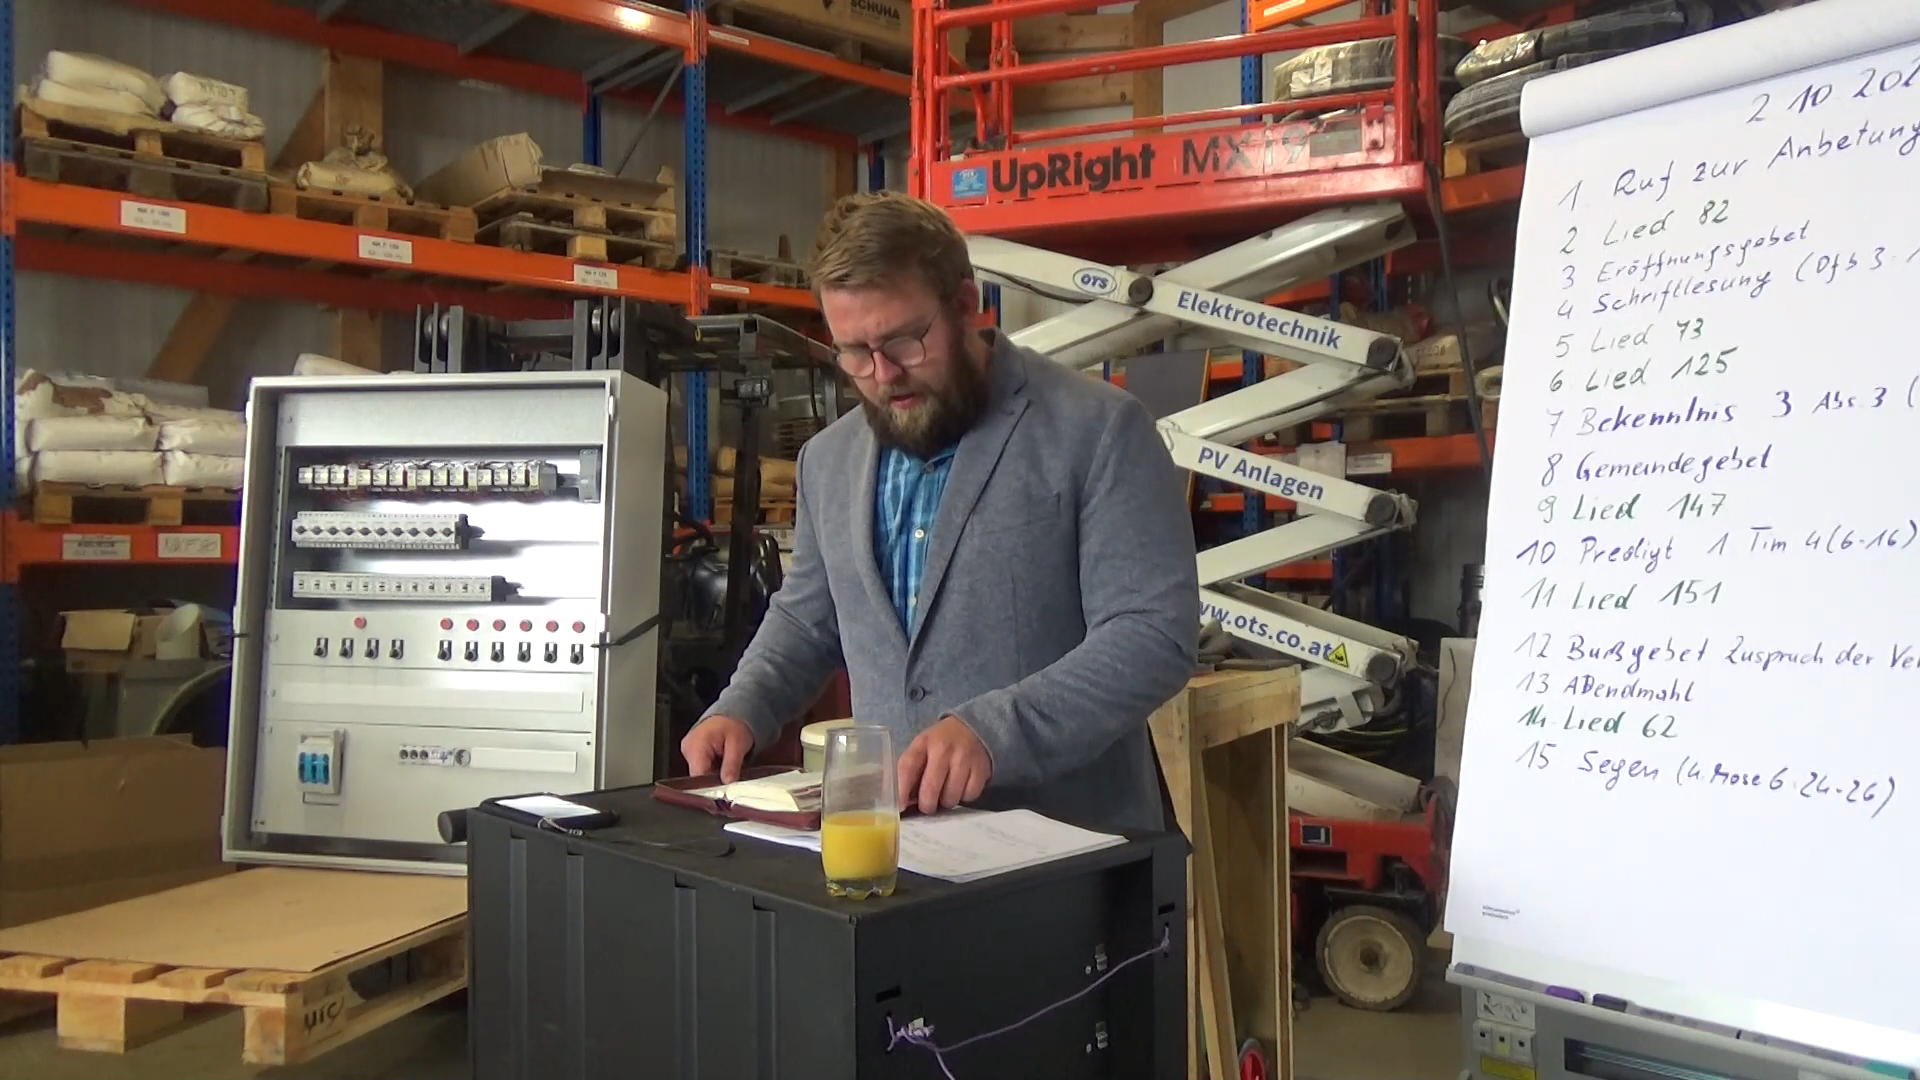 SCHUHA
UpRight MX19
OTS
Elektrotechnik
PV Anlagen
www.ots.co.at
2 10 202
1 Ruf zur Anbetung
2 Lied 82
3 Eröffnungsgebet
4 Schriftlesung (Offb 3
5 Lied 73
6 Lied 125
7 Bekenntnis 3 Abs. 3 (
8 Gemeindegebet
9 Lied 147
10 Predigt 1 Tim 4 (6-16)
11 Lied 151
12 Bußgebet Zuspruch der Ve
13 Abendmahl
14 Lied 62
15 Segen (4. Mose 6:24-26)